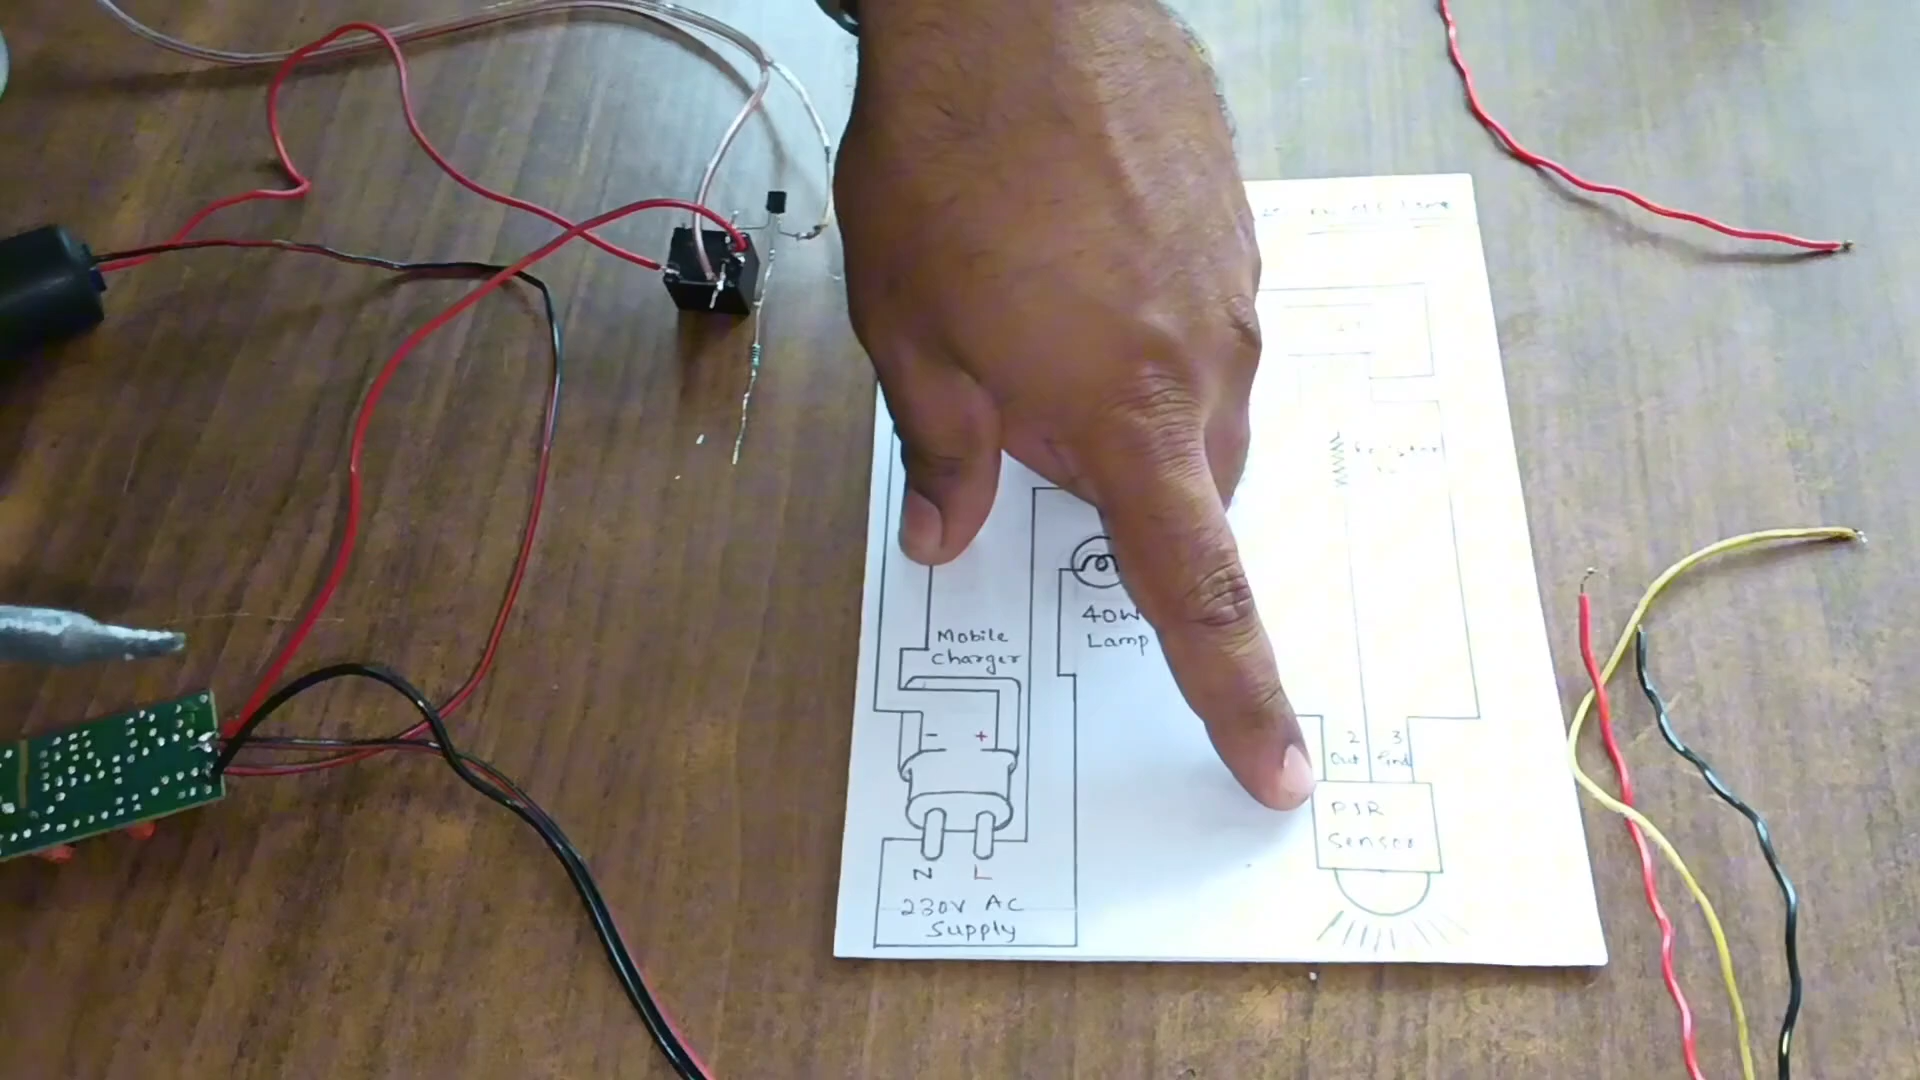 Mobile
Charger
- +
N L
230V AC
Supply
40W
Lamp
2 3
Out Gnd
PIR
Sensor